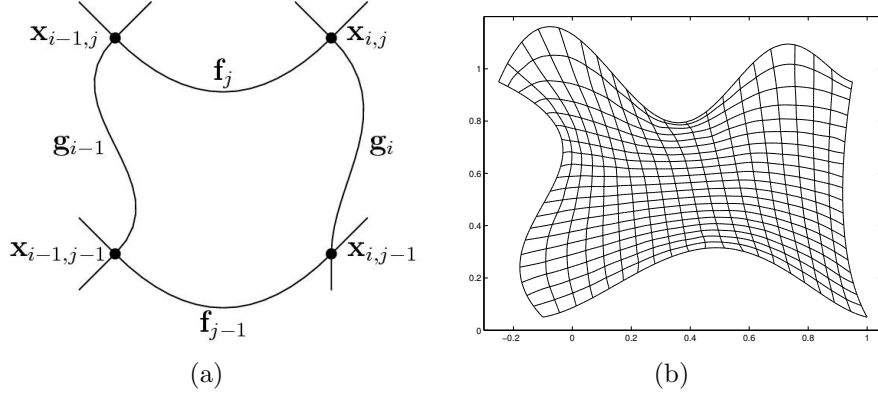 x_{i−1,j}
x_{i,j}
f_j
g_{i−1}
g_i
x_{i−1,j−1}
x_{i,j−1}
f_{j−1}
(a)
1
0.8
0.6
0.4
0.2
0
−0.2 0 0.2 0.4 0.6 0.8 1
(b)